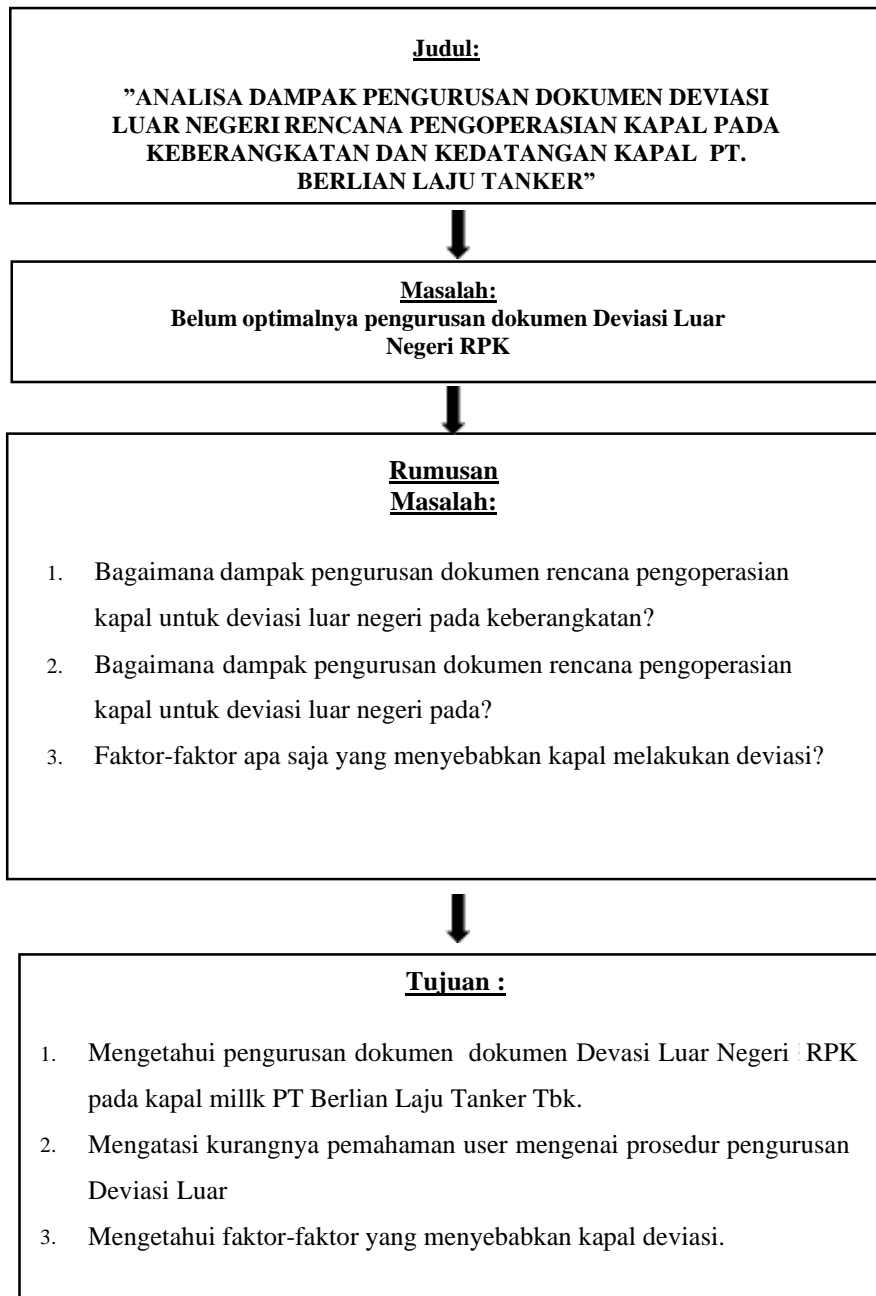 Judul:
”ANALISA DAMPAK PENGURUSAN DOKUMEN DEVIASI
LUAR NEGERI RENCANA PENGOPERASIAN KAPAL PADA
KEBERANGKATAN DAN KEDATANGAN KAPAL PT.
BERLIAN LAJU TANKER”
Masalah:
Belum optimalnya pengurusan dokumen Deviasi Luar
Negeri RPK
Rumusan
Masalah:
1. Bagaimana dampak pengurusan dokumen rencana pengoperasian
kapal untuk deviasi luar negeri pada keberangkatan?
2. Bagaimana dampak pengurusan dokumen rencana pengoperasian
kapal untuk deviasi luar negeri pada?
3. Faktor-faktor apa saja yang menyebabkan kapal melakukan deviasi?
Tujuan :
1. Mengetahui pengurusan dokumen dokumen Devasi Luar Negeri RPK
pada kapal millk PT Berlian Laju Tanker Tbk.
2. Mengatasi kurangnya pemahaman user mengenai prosedur pengurusan
Deviasi Luar
3. Mengetahui faktor-faktor yang menyebabkan kapal deviasi.